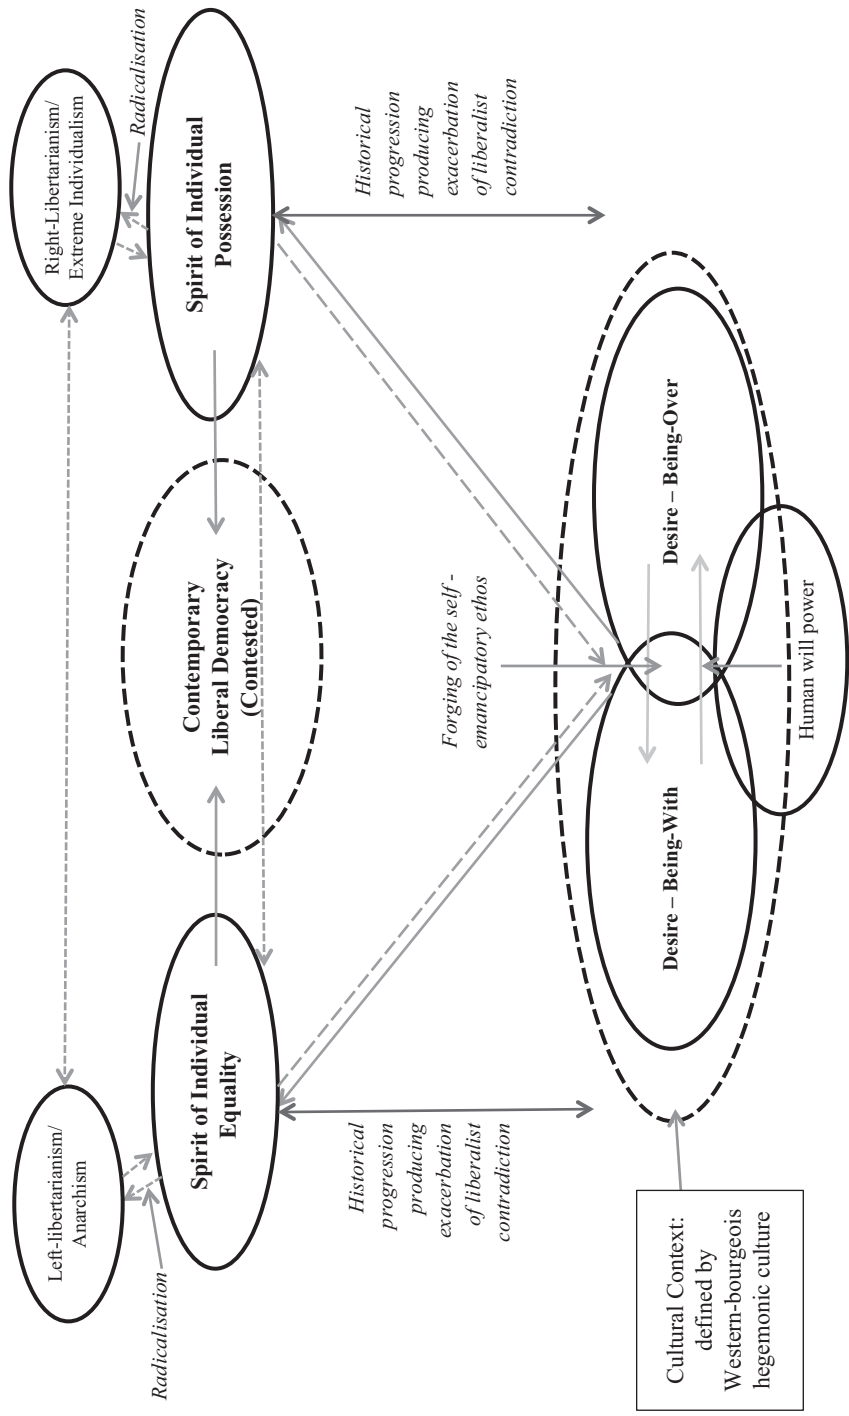 Left-libertarianism/
Anarchism
Right-Libertarianism/
Extreme Individualism
Radicalisation
Radicalisation
Spirit of Individual
Equality
Contemporary
Liberal Democracy
(Contested)
Spirit of Individual
Possession
Historical
progression
producing
exacerbation
of liberalist
contradiction
Forging of the self -
emancipatory ethos
Historical
progression
producing
exacerbation
of liberalist
contradiction
Desire – Being-With
Desire – Being-Over
Human will power
Cultural Context:
defined by
Western-bourgeois
hegemonic culture